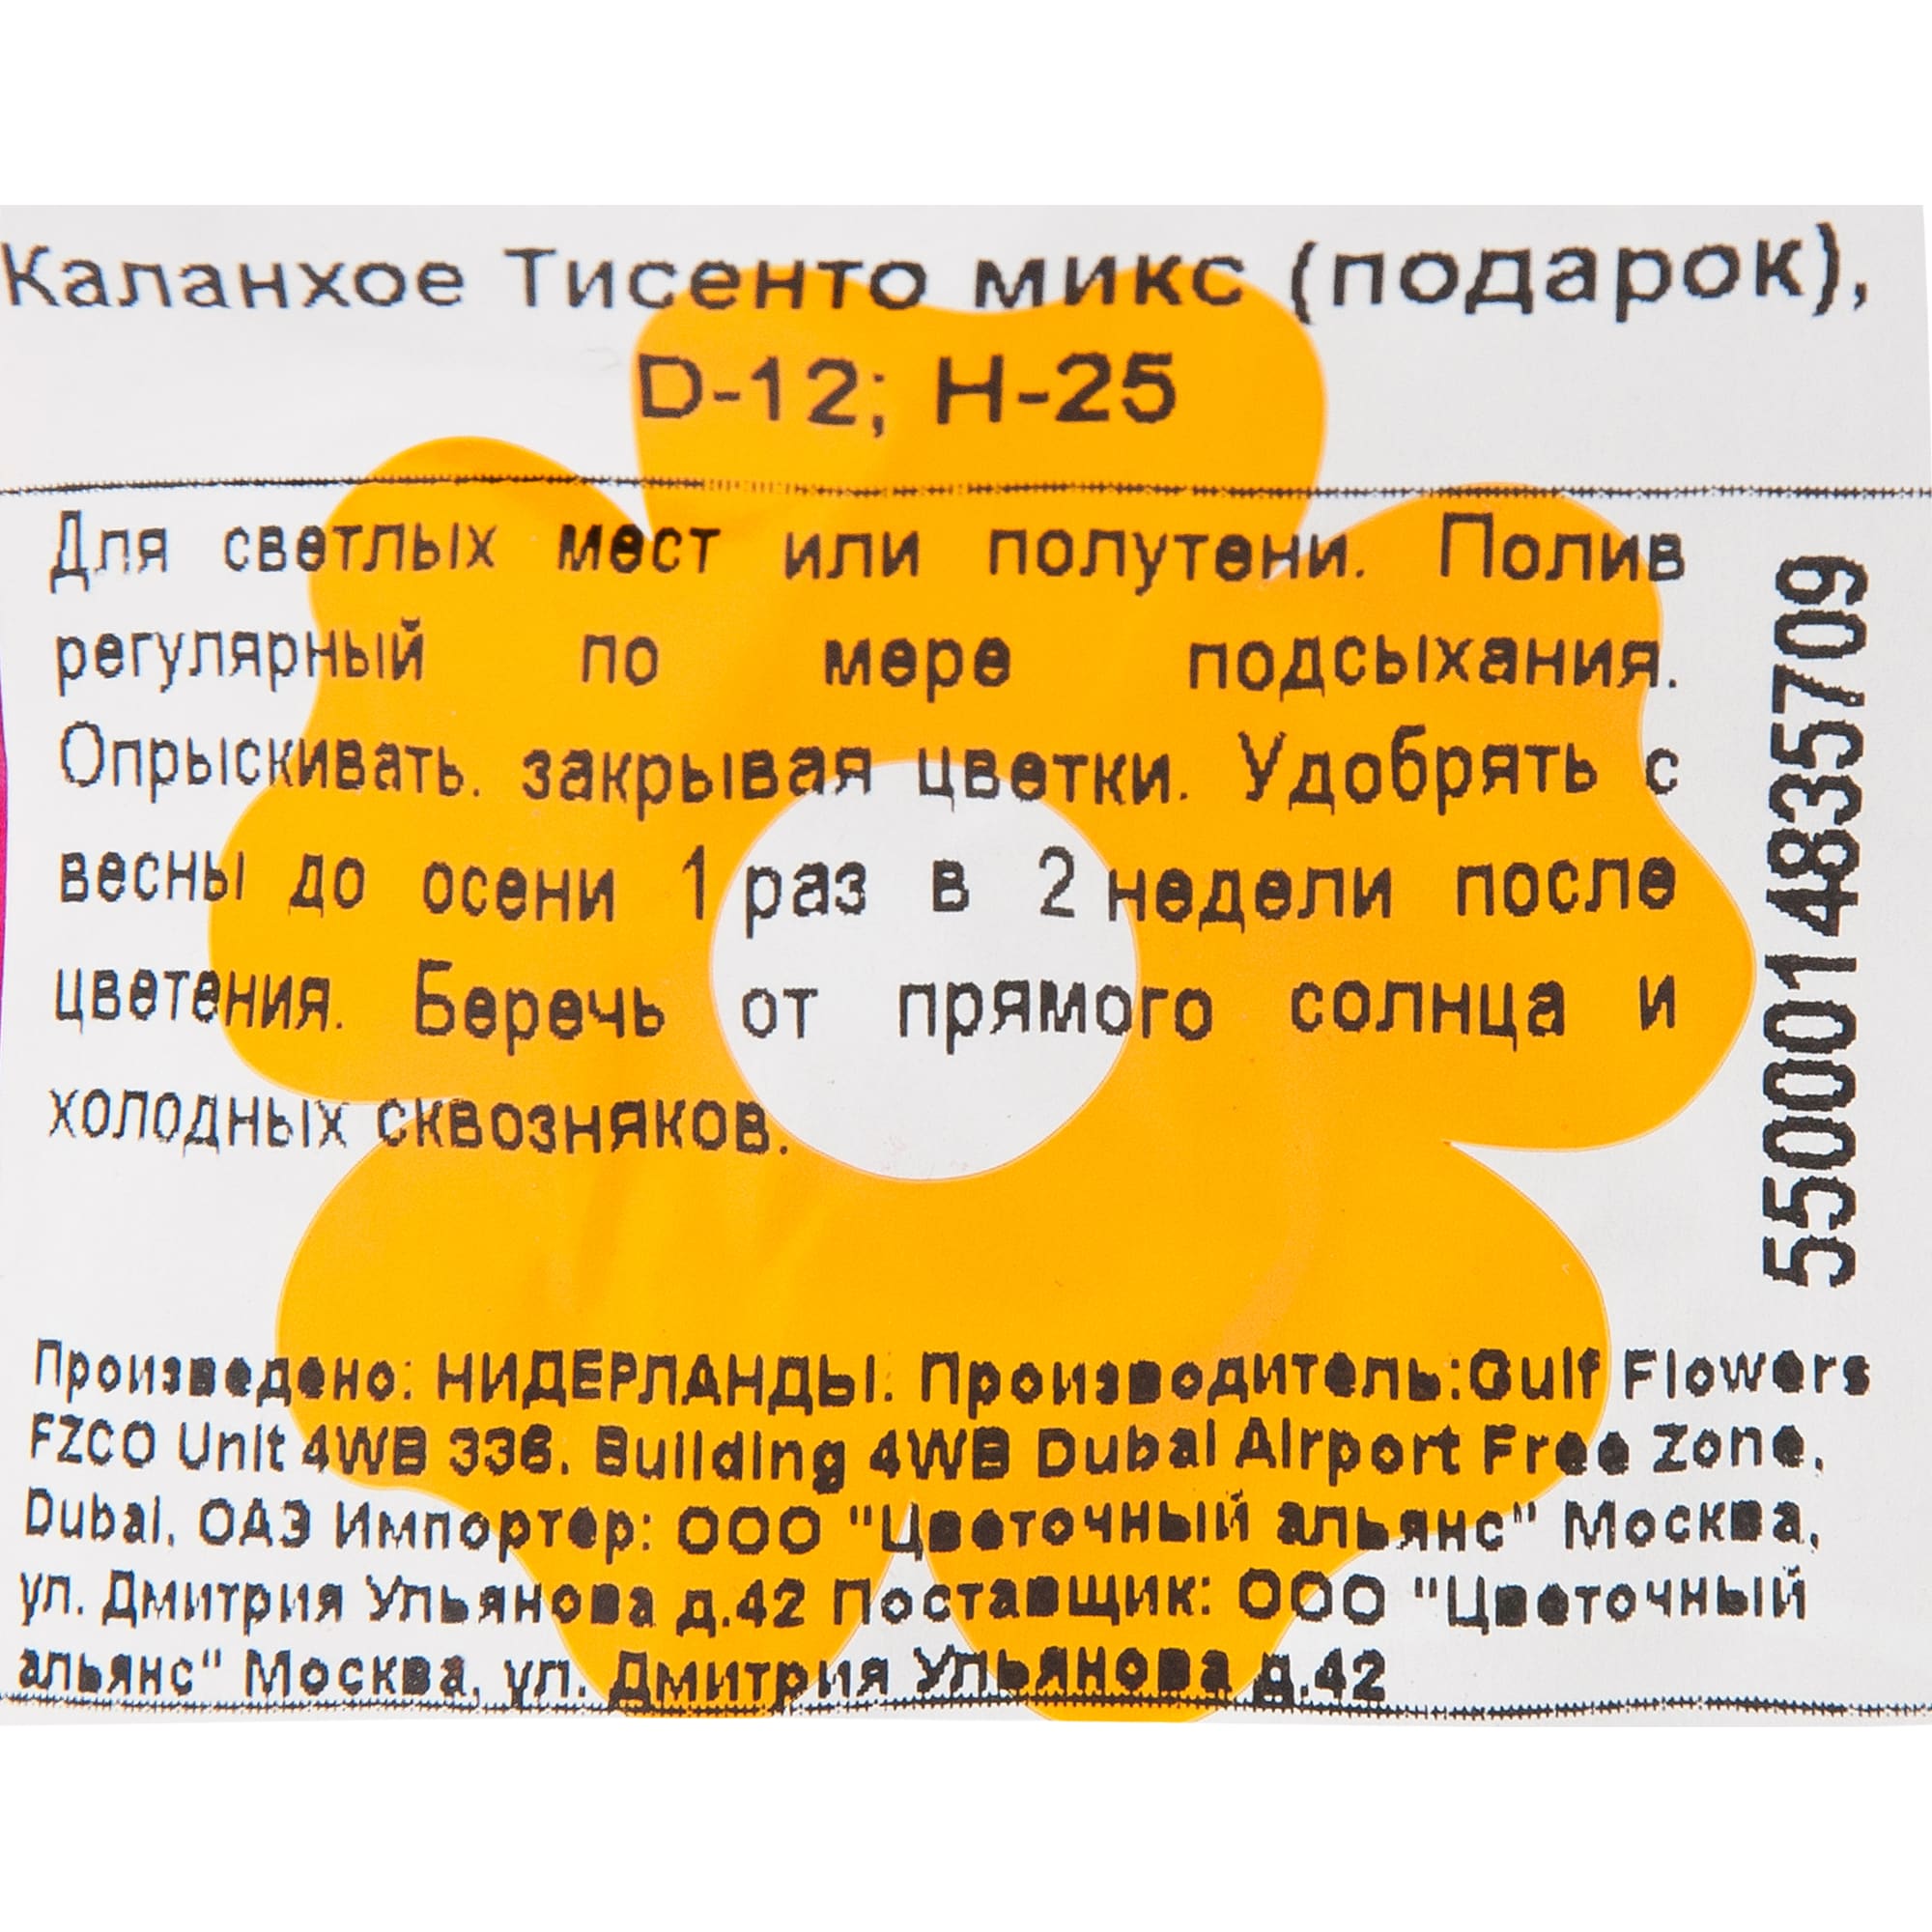 Каланхое Тисенто микс (подарок),
D-12; H-25
Для светлых мест или полутени. Полив
регулярный по мере подсыхания.
Опрыскивать. закрывая цветки. Удобрять с
весны до осени 1 раз в 2 недели после
цветения. Беречь от прямого солнца и
холодных сквозняков.
5500014835709
Произведено: НИДЕРЛАНДЫ. Производитель:Gulf Flowers
FZCO Unit 4WB 336. Building 4WB Dubai Airport Free Zone,
Dubai, ОАЭ Импортер: ООО "Цветочный альянс" Москва,
ул. Дмитрия Ульянова д.42 Поставщик: ООО "Цветочный
альянс" Москва, ул. Дмитрия Ульянова д.42